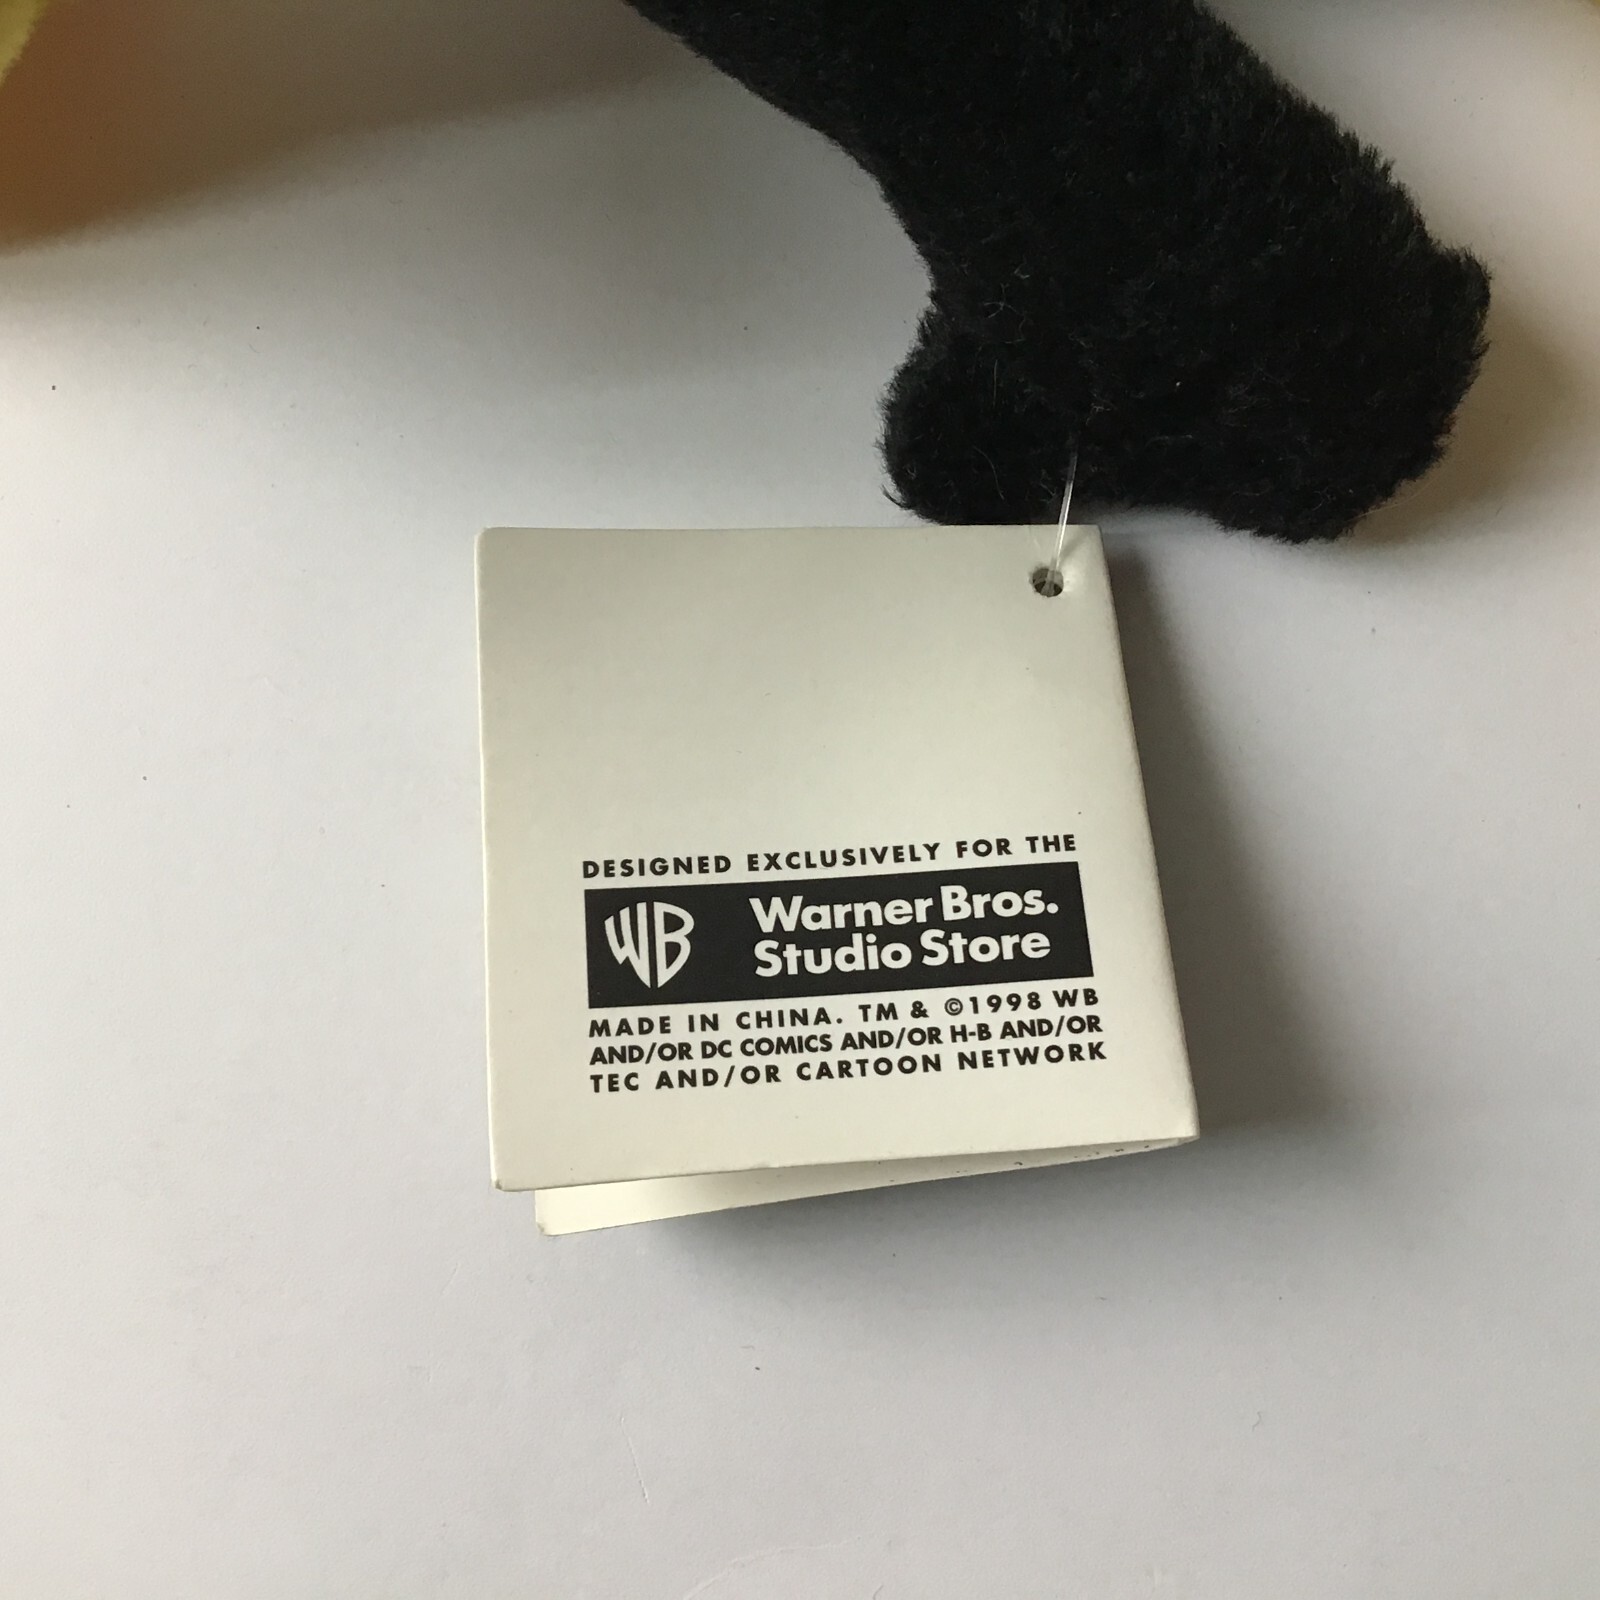 DESIGNED EXCLUSIVELY FOR THE
WB
Warner Bros.
Studio Store
MADE IN CHINA. TM & ©1998 WB
AND/OR DC COMICS AND/OR H-B AND/OR
TEC AND/OR CARTOON NETWORK